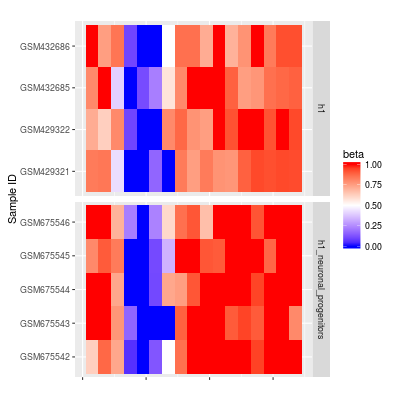 Sample ID
GSM432686
GSM432685
GSM429322
GSM429321
h1
GSM675546
GSM675545
GSM675544
GSM675543
GSM675542
h1_neuronal_progenitors
beta
1.00
0.75
0.50
0.25
0.00